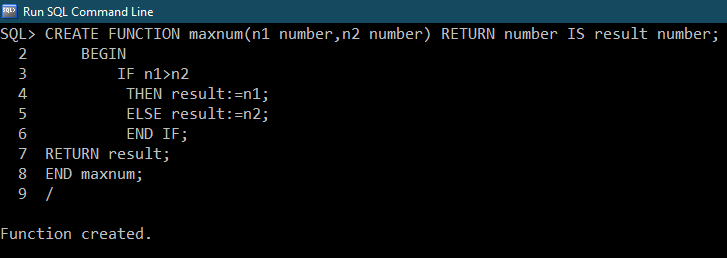 Run SQL Command Line
SQL> CREATE FUNCTION maxnum(n1 number,n2 number) RETURN number IS result number;
2 BEGIN
3 IF n1>n2
4 THEN result:=n1;
5 ELSE result:=n2;
6 END IF;
7 RETURN result;
8 END maxnum;
9 /
Function created.